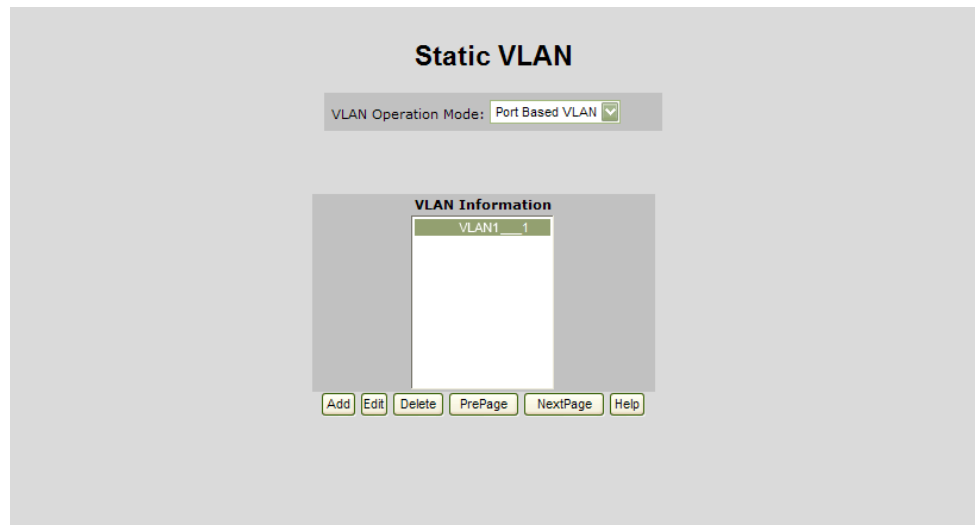 Static VLAN
VLAN Operation Mode: Port Based VLAN
VLAN Information
VLAN1___1
Add Edit Delete PrePage NextPage Help